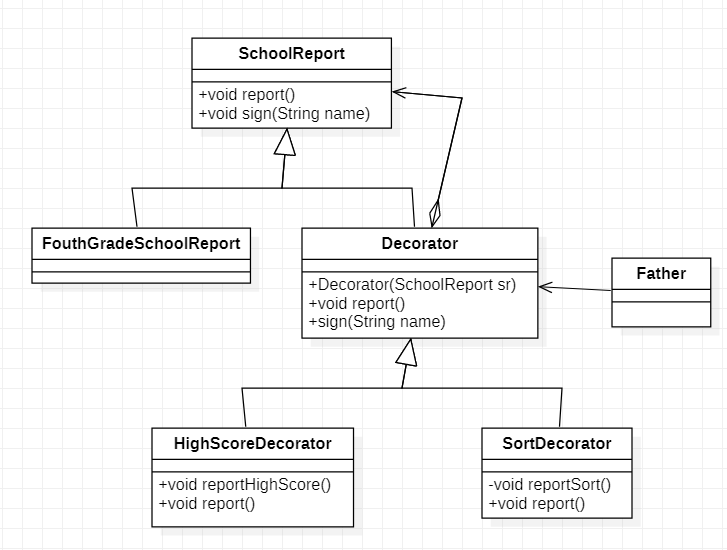 SchoolReport
+void report()
+void sign(String name)
FouthGradeSchoolReport
Decorator
+Decorator(SchoolReport sr)
+void report()
+sign(String name)
Father
HighScoreDecorator
+void reportHighScore()
+void report()
SortDecorator
-void reportSort()
+void report()